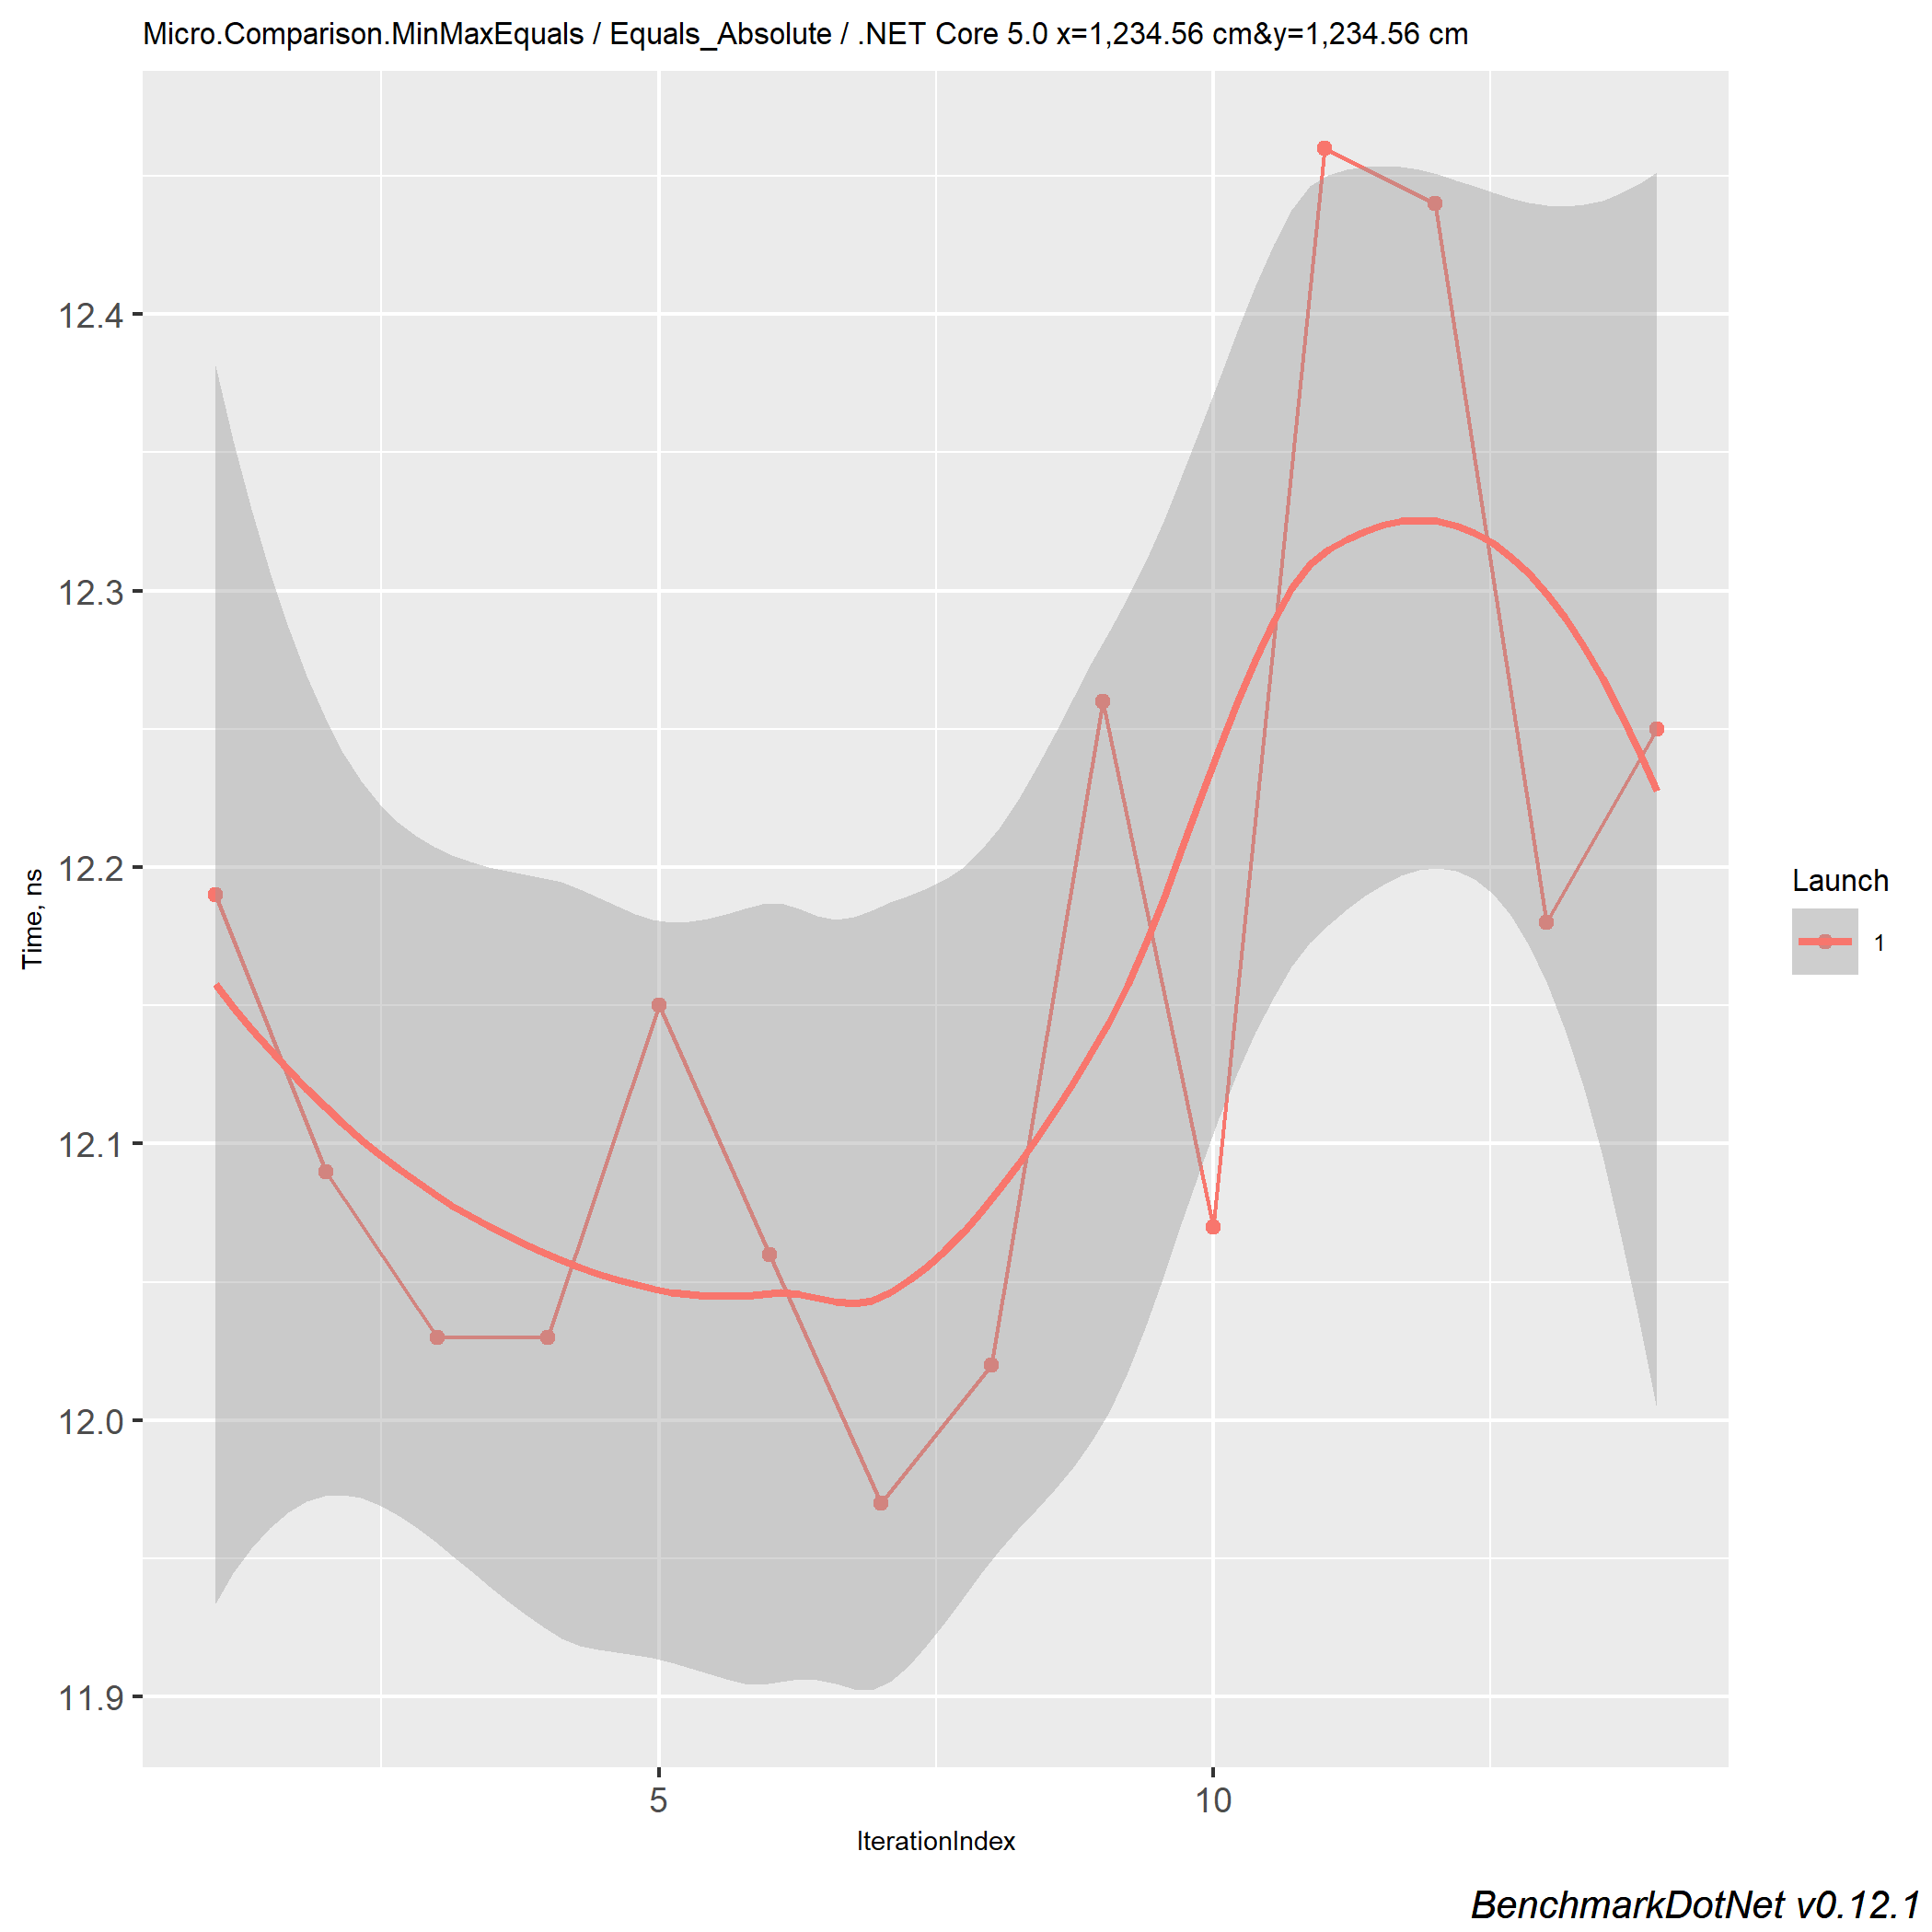 Micro.Comparison.MinMaxEquals / Equals_Absolute / .NET Core 5.0 x=1,234.56 cm&y=1,234.56 cm
12.4
12.3
12.2
12.1
12.0
11.9
Time, ns
5
10
IterationIndex
Launch
1
BenchmarkDotNet v0.12.1